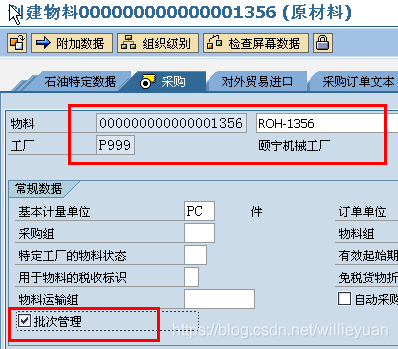 创建物料000000000000001356 (原材料)
附加数据 组织级别 检查屏幕数据
石油特定数据 采购 对外贸易进口 采购订单文本
物料 000000000000001356 ROH-1356
工厂 P999 颐宁机械工厂
常规数据
基本计量单位 PC 件 订单单位
采购组 物料组
特定工厂的物料状态 有效起始期
用于物料的税收标识 免税货物折
物料运输组 自动采购
批次管理
https://blog.csdn.net/willieyuan